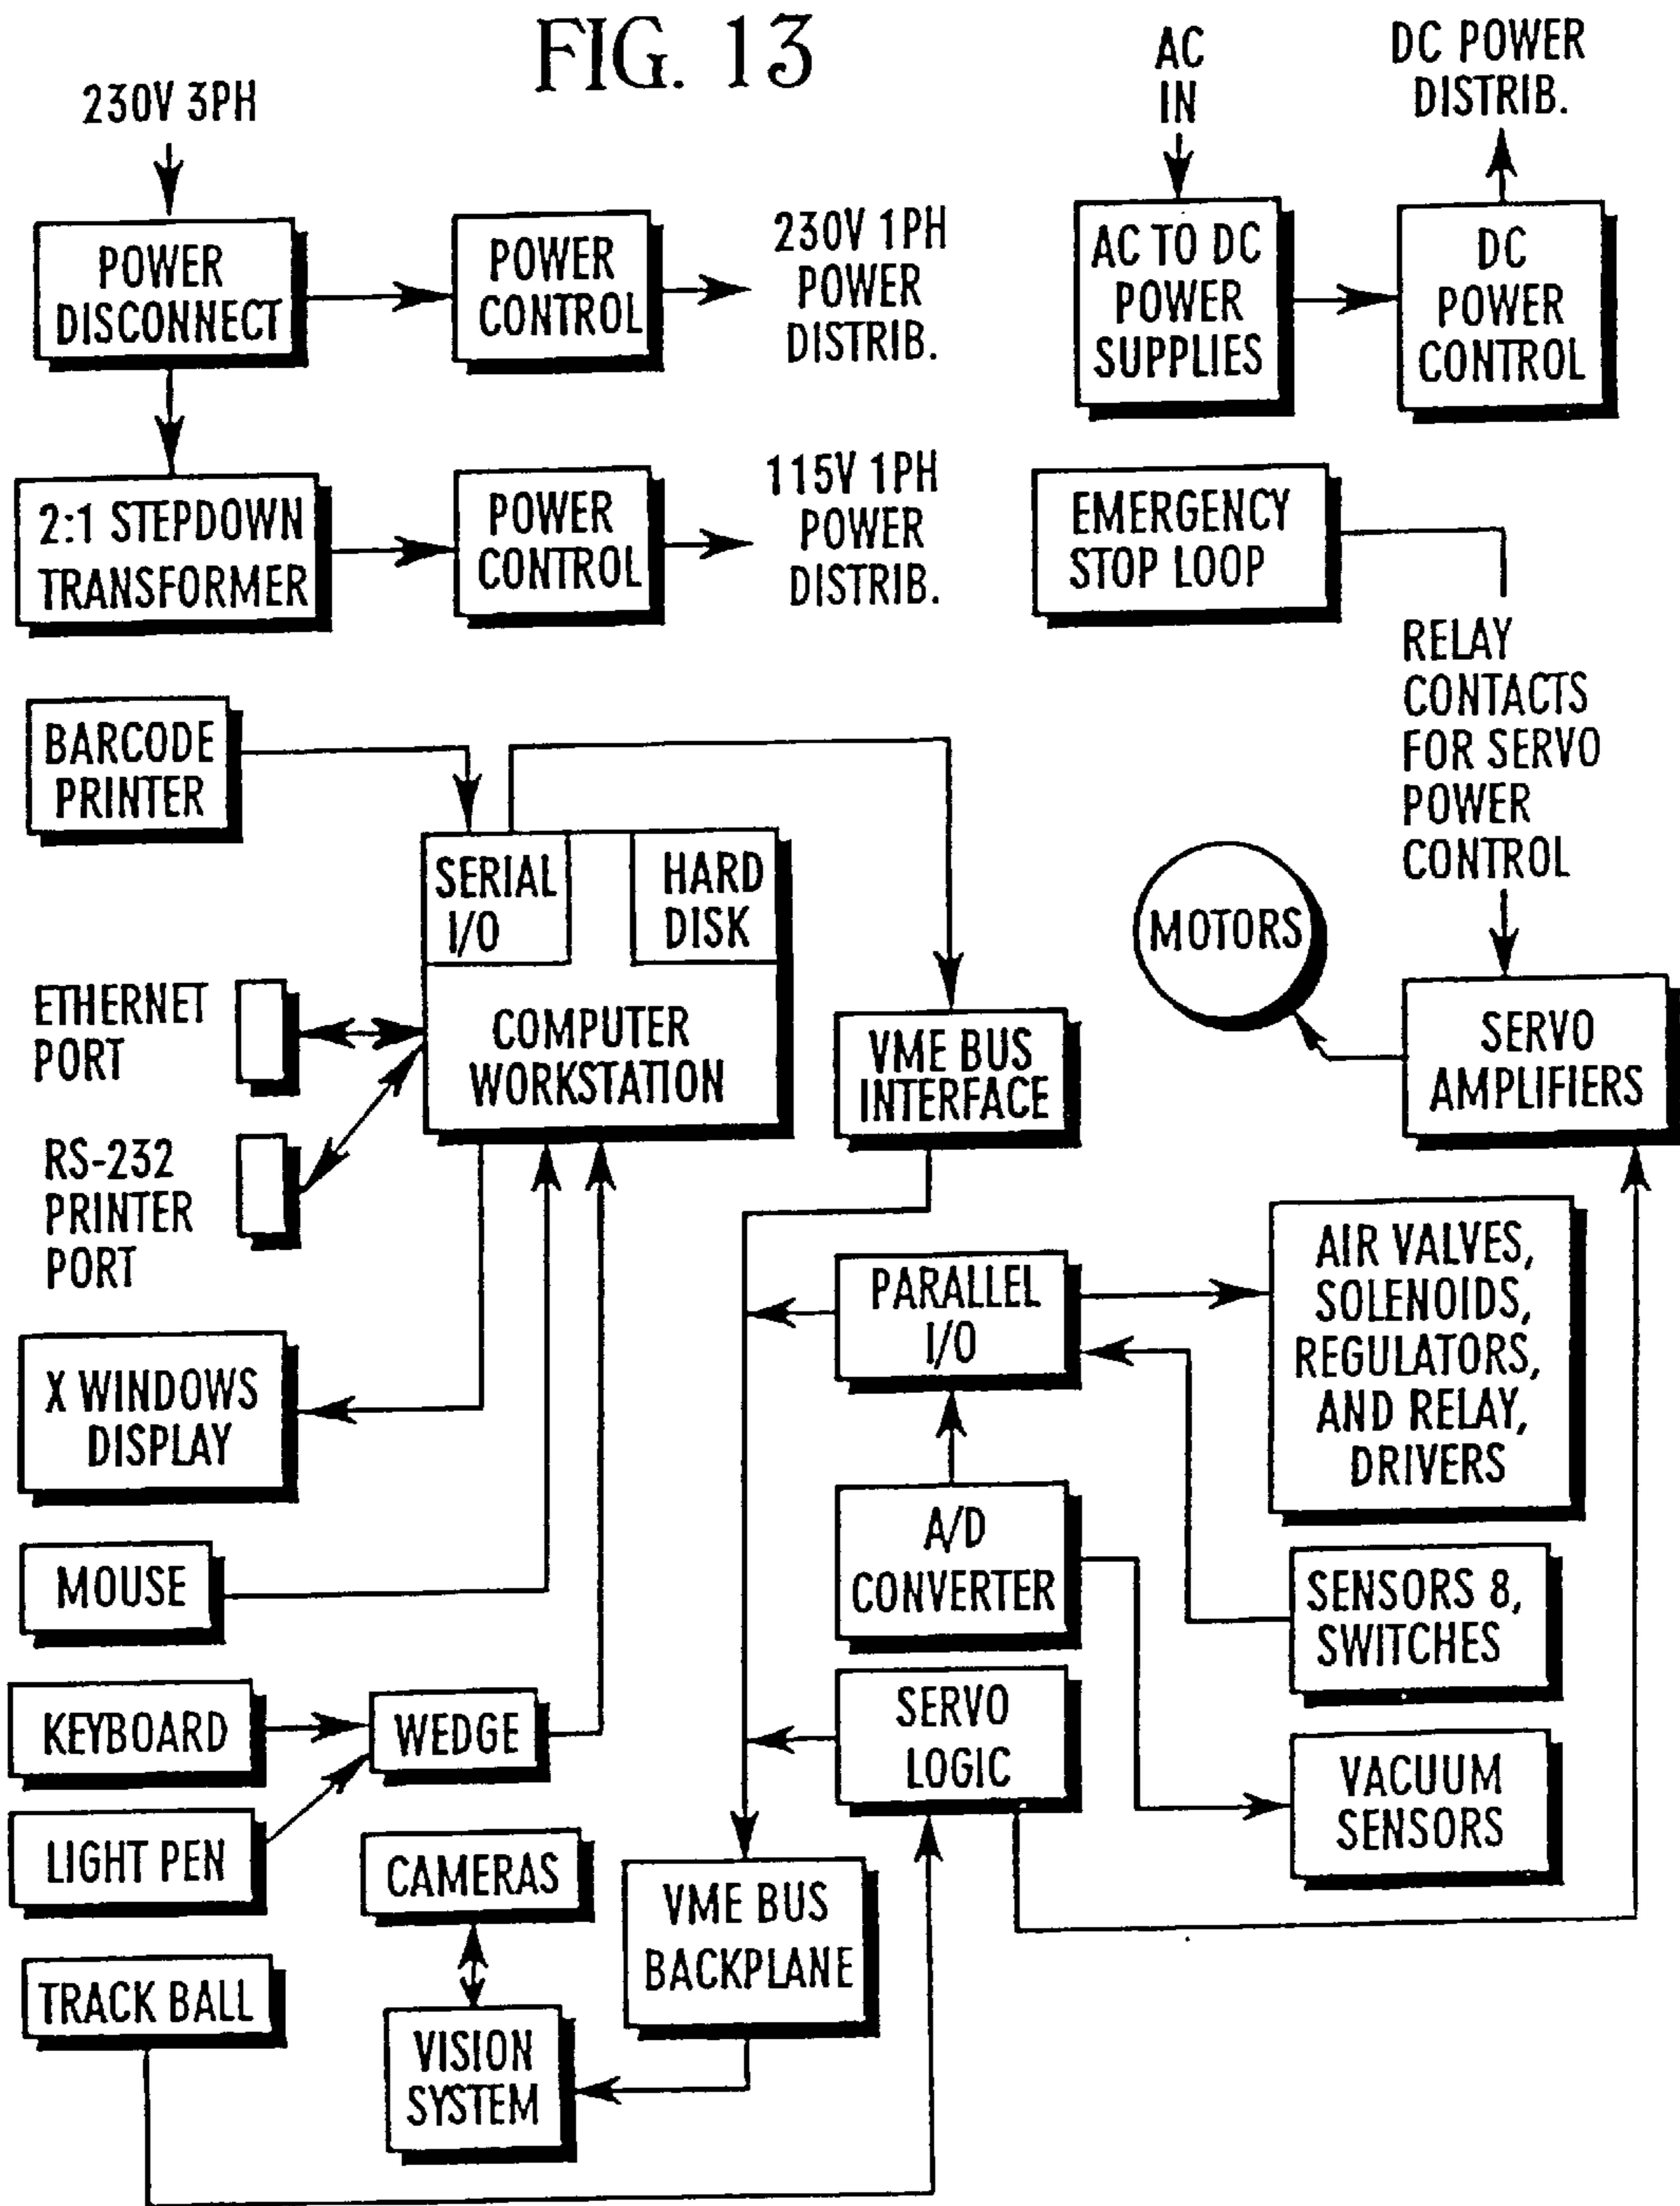 FIG. 13
230V 3PH
POWER
DISCONNECT
POWER
CONTROL
230V 1PH
POWER
DISTRIB.
AC
IN
DC POWER
DISTRIB.
AC TO DC
POWER
SUPPLIES
DC
POWER
CONTROL
2:1 STEPDOWN
TRANSFORMER
POWER
CONTROL
115V 1PH
POWER
DISTRIB.
EMERGENCY
STOP LOOP
RELAY
CONTACTS
FOR SERVO
POWER
CONTROL
BARCODE
PRINTER
SERIAL
I/O
HARD
DISK
COMPUTER
WORKSTATION
ETHERNET
PORT
RS-232
PRINTER
PORT
VME BUS
INTERFACE
MOTORS
SERVO
AMPLIFIERS
X WINDOWS
DISPLAY
PARALLEL
I/O
AIR VALVES,
SOLENOIDS,
REGULATORS,
AND RELAY,
DRIVERS
MOUSE
A/D
CONVERTER
SENSORS 8,
SWITCHES
KEYBOARD
WEDGE
SERVO
LOGIC
VACUUM
SENSORS
LIGHT PEN
CAMERAS
VME BUS
BACKPLANE
TRACK BALL
VISION
SYSTEM